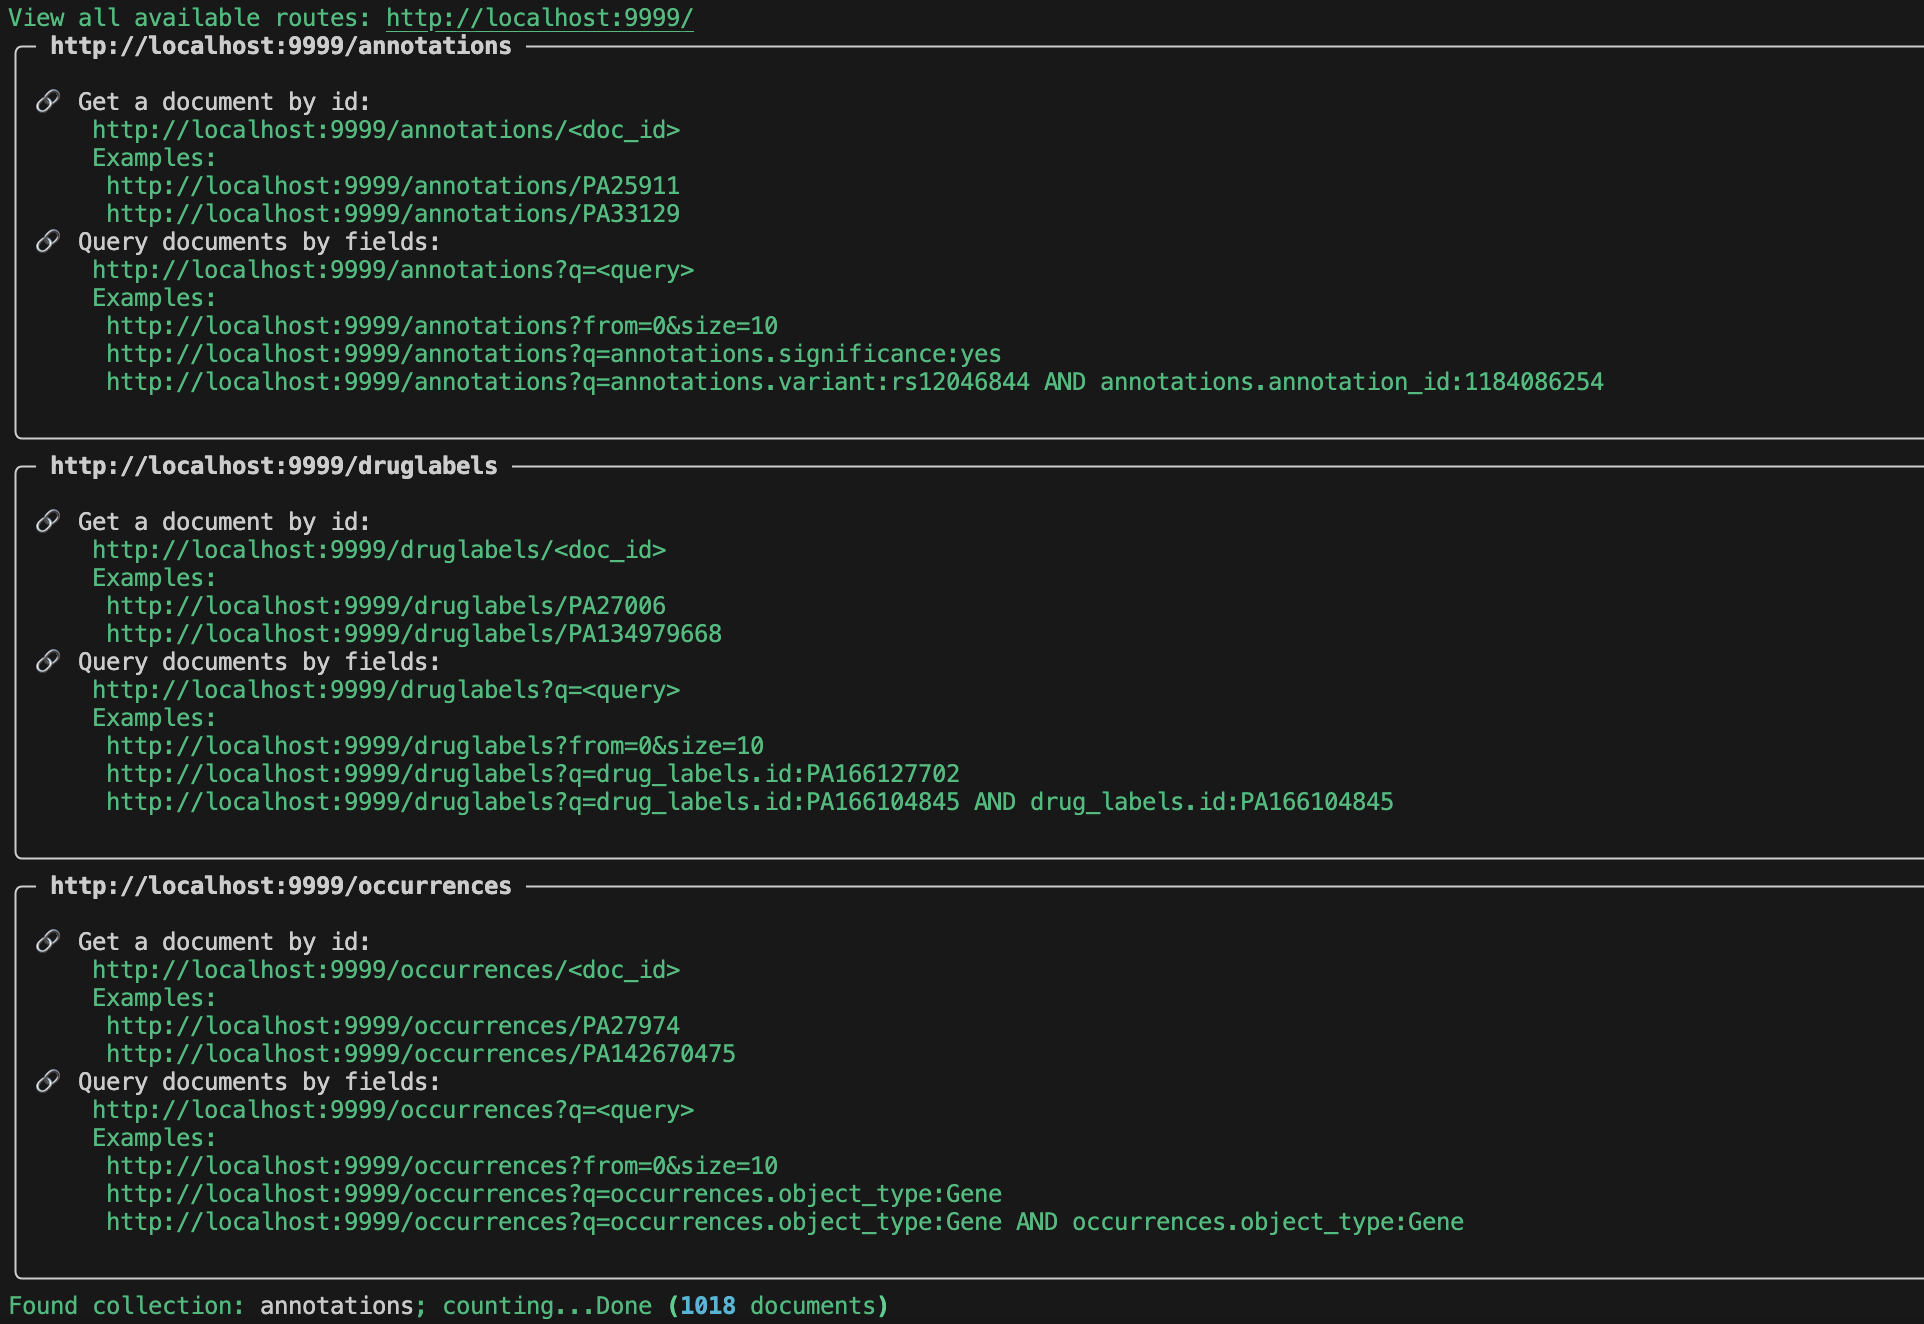 View all available routes: http://localhost:9999/
http://localhost:9999/annotations
Get a document by id:
http://localhost:9999/annotations/<doc_id>
Examples:
http://localhost:9999/annotations/PA25911
http://localhost:9999/annotations/PA33129
Query documents by fields:
http://localhost:9999/annotations?q=<query>
Examples:
http://localhost:9999/annotations?from=0&size=10
http://localhost:9999/annotations?q=annotations.significance:yes
http://localhost:9999/annotations?q=annotations.variant:rs12046844 AND annotations.annotation_id:1184086254
http://localhost:9999/druglabels
Get a document by id:
http://localhost:9999/druglabels/<doc_id>
Examples:
http://localhost:9999/druglabels/PA27006
http://localhost:9999/druglabels/PA134979668
Query documents by fields:
http://localhost:9999/druglabels?q=<query>
Examples:
http://localhost:9999/druglabels?from=0&size=10
http://localhost:9999/druglabels?q=drug_labels.id:PA166127702
http://localhost:9999/druglabels?q=drug_labels.id:PA166104845 AND drug_labels.id:PA166104845
http://localhost:9999/occurrences
Get a document by id:
http://localhost:9999/occurrences/<doc_id>
Examples:
http://localhost:9999/occurrences/PA27974
http://localhost:9999/occurrences/PA142670475
Query documents by fields:
http://localhost:9999/occurrences?q=<query>
Examples:
http://localhost:9999/occurrences?from=0&size=10
http://localhost:9999/occurrences?q=occurrences.object_type:Gene
http://localhost:9999/occurrences?q=occurrences.object_type:Gene AND occurrences.object_type:Gene
Found collection: annotations; counting...Done (1018 documents)